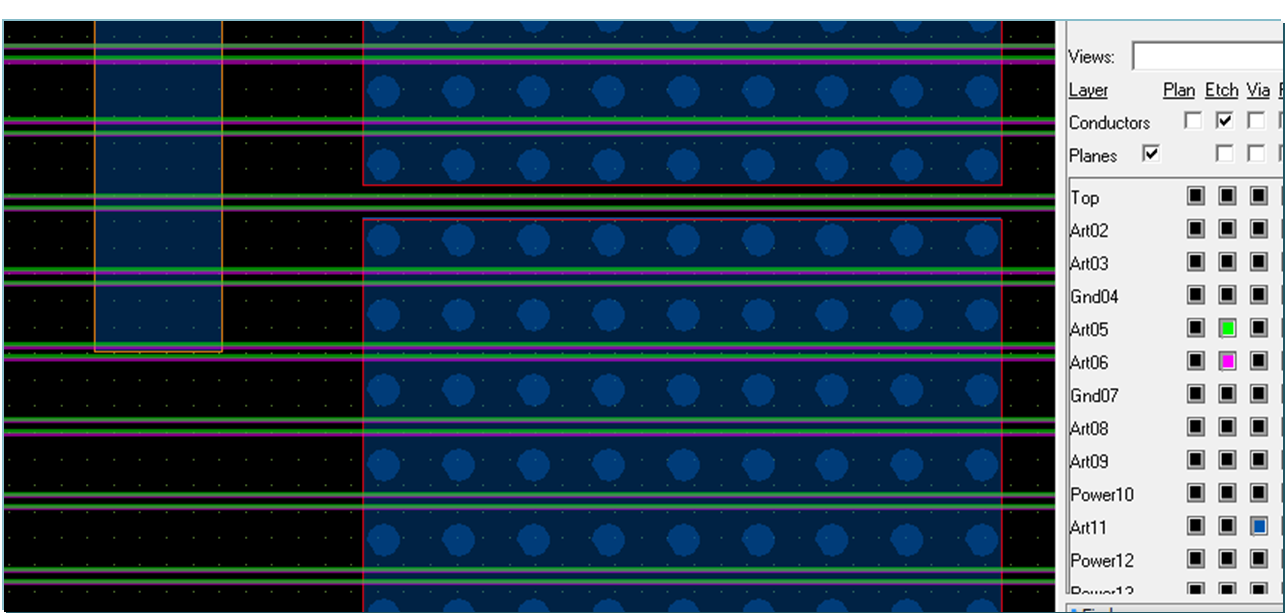 Views:
Layer Plan Etch Via
Conductors
Planes
Top
Art02
Art03
Gnd04
Art05
Art06
Gnd07
Art08
Art09
Power10
Art11
Power12